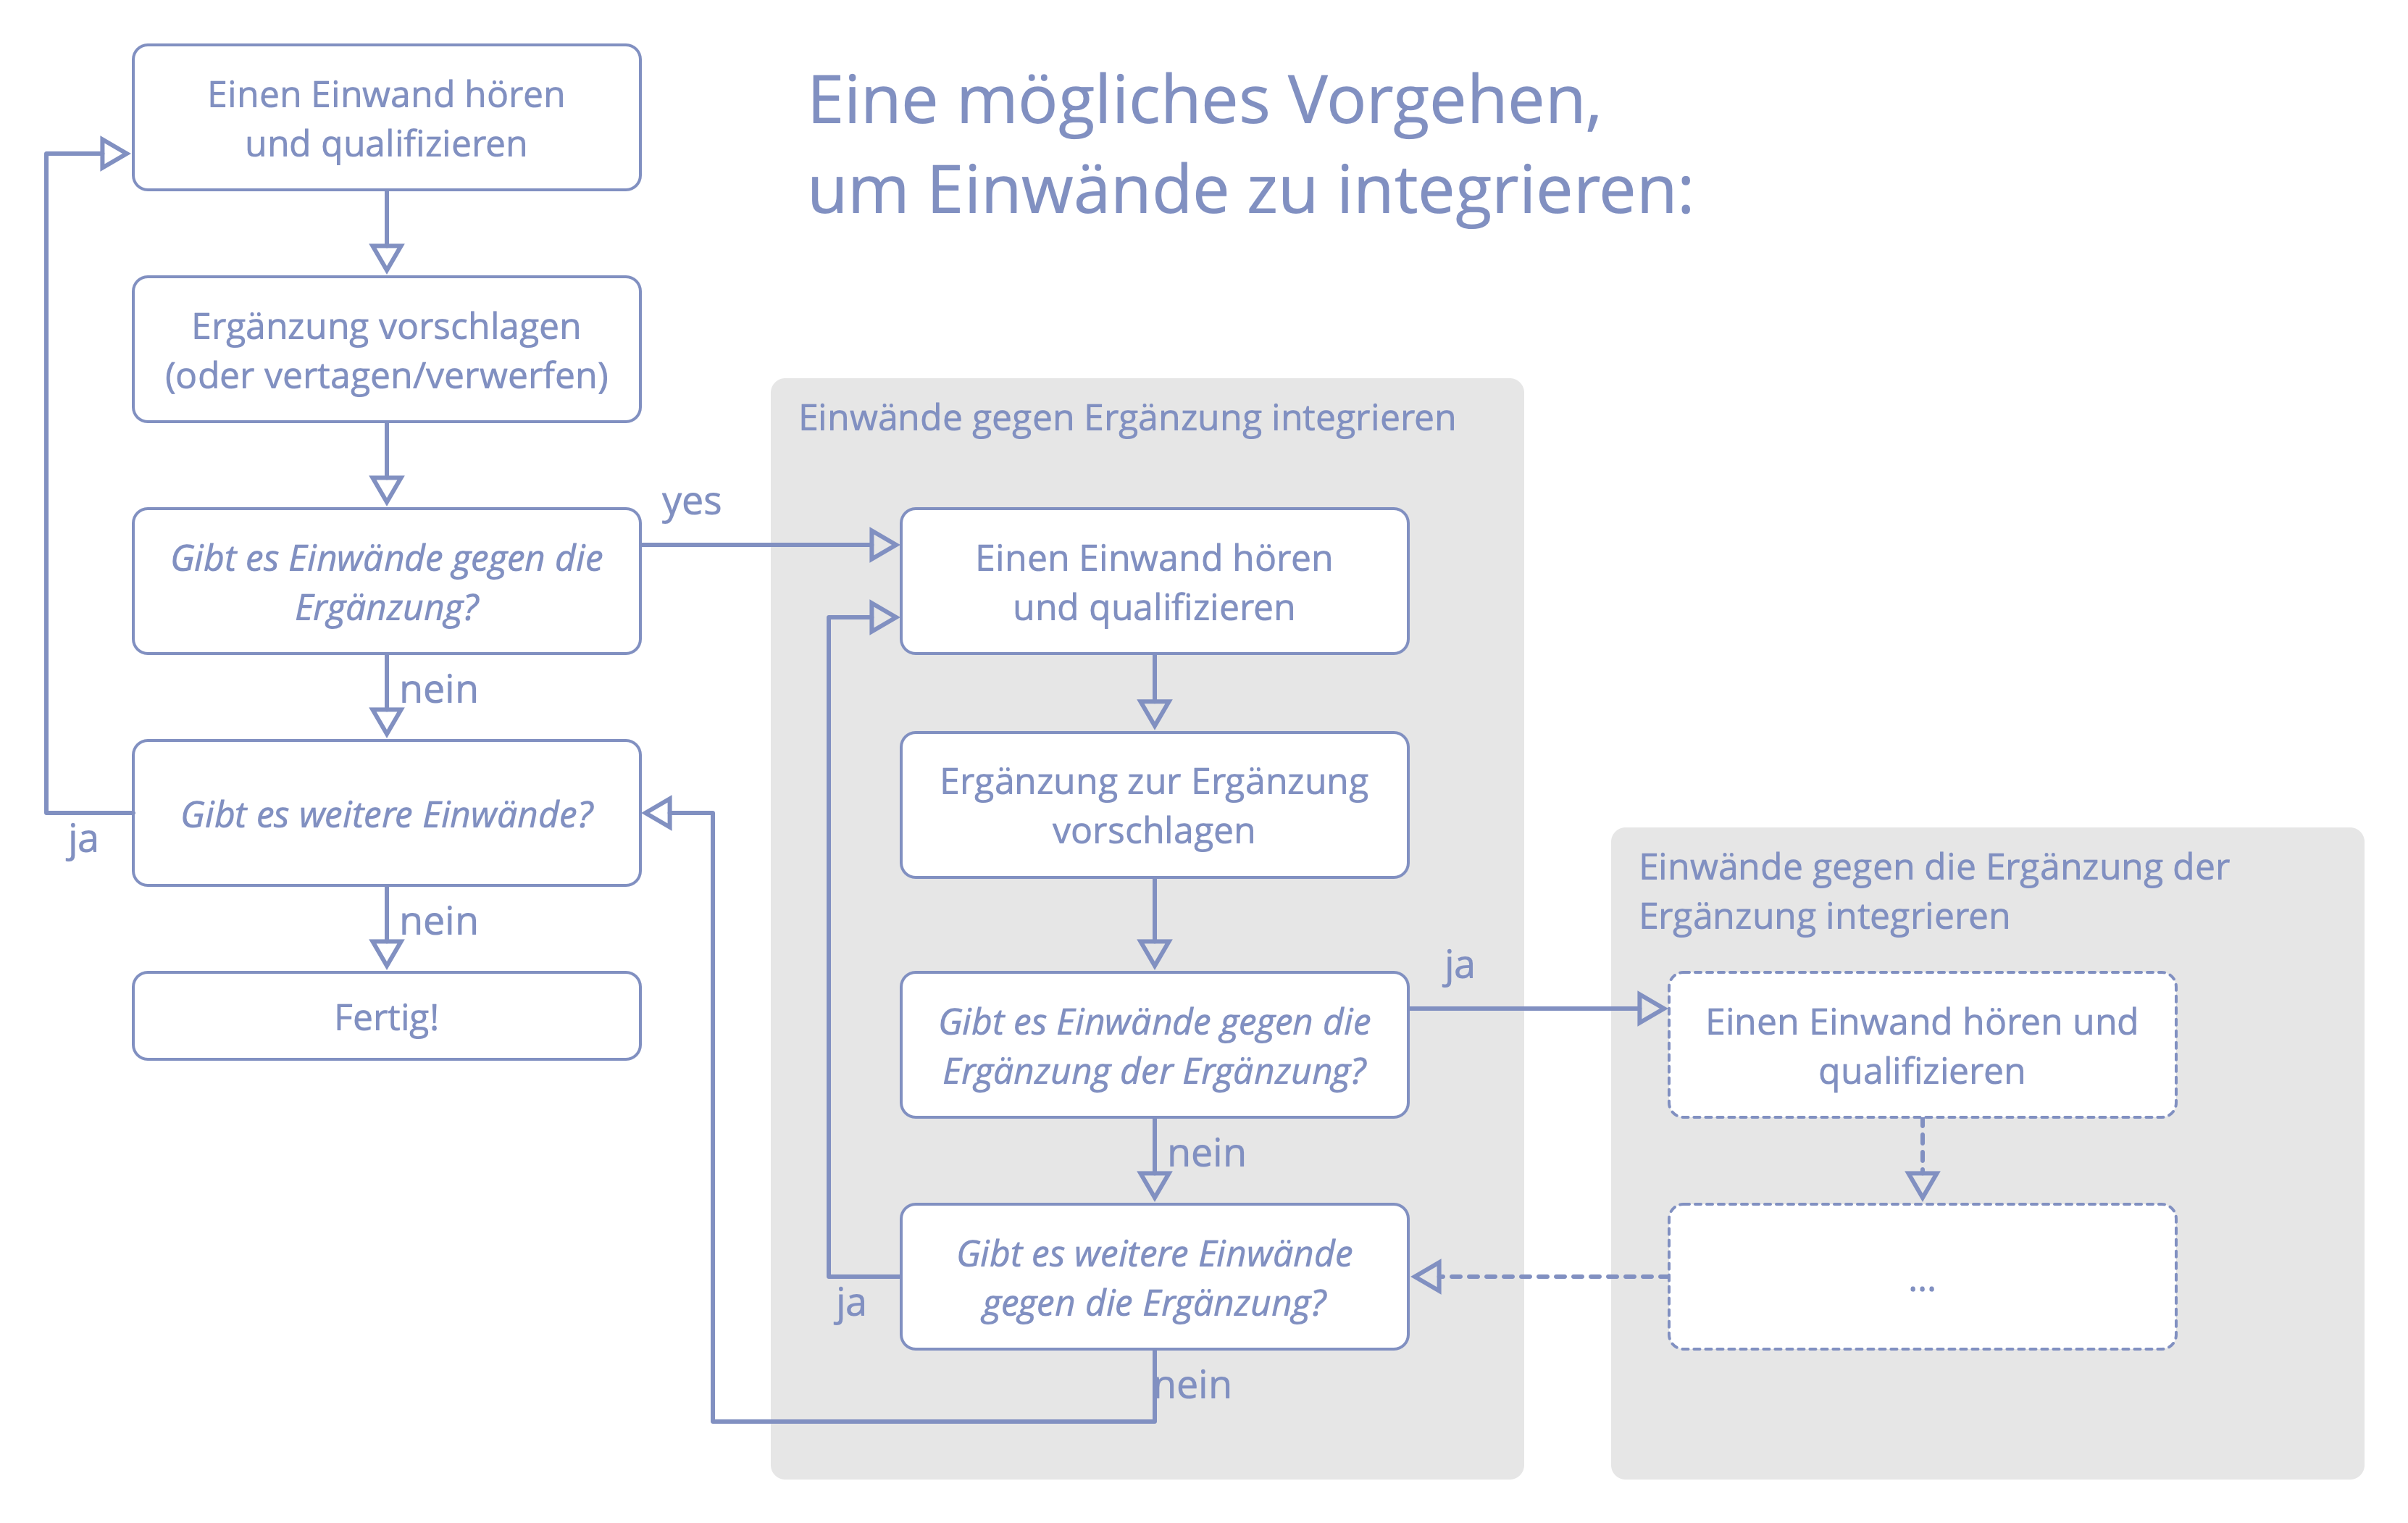 Eine mögliches Vorgehen,
um Einwände zu integrieren:
Einen Einwand hören
und qualifizieren
Ergänzung vorschlagen
(oder vertagen/verwerfen)
Gibt es Einwände gegen die
Ergänzung?
yes
nein
Gibt es weitere Einwände?
ja
nein
Fertig!
Einwände gegen Ergänzung integrieren
Einen Einwand hören
und qualifizieren
Ergänzung zur Ergänzung
vorschlagen
Gibt es Einwände gegen die
Ergänzung der Ergänzung?
ja
nein
Gibt es weitere Einwände
gegen die Ergänzung?
ja
nein
Einwände gegen die Ergänzung der
Ergänzung integrieren
Einen Einwand hören und
qualifizieren
...